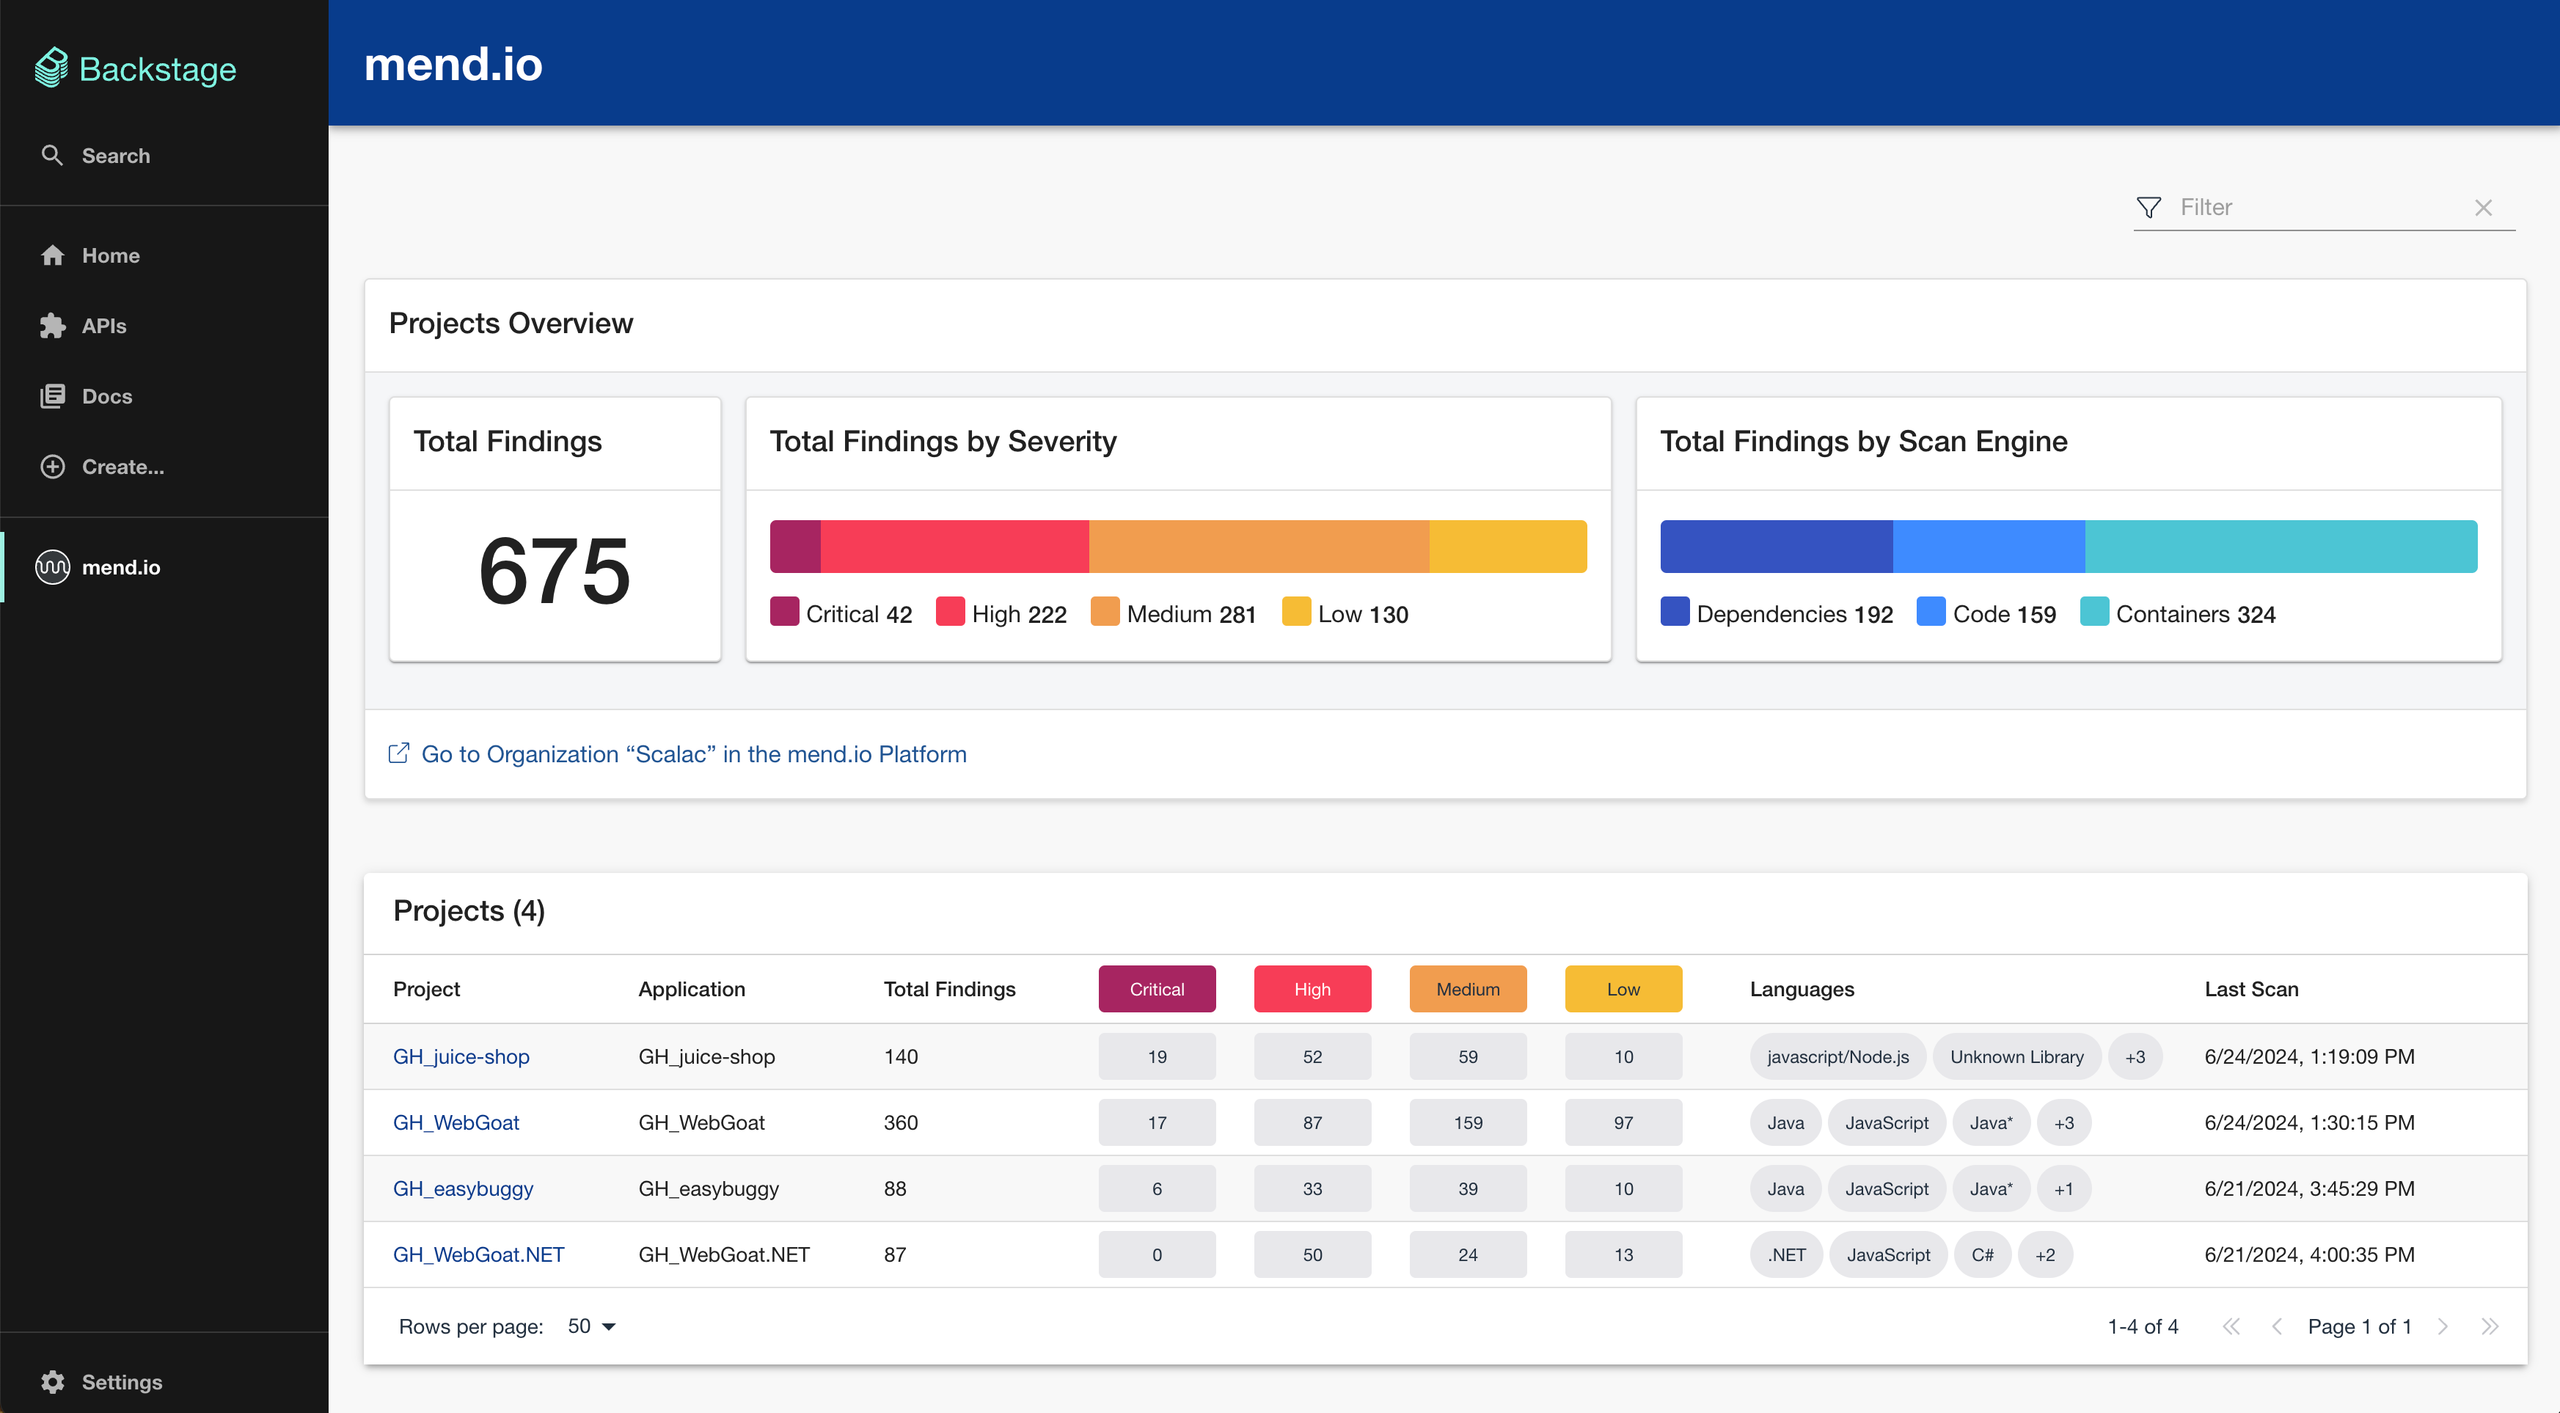 Backstage
Search
Home
APIs
Docs
Create...
mend.io
Settings
mend.io
Filter
Projects Overview
Total Findings
675
Total Findings by Severity
Critical 42 High 222 Medium 281 Low 130
Total Findings by Scan Engine
Dependencies 192 Code 159 Containers 324
Go to Organization “Scalac” in the mend.io Platform
Projects (4)
Project Application Total Findings Critical High Medium Low Languages Last Scan
GH_juice-shop GH_juice-shop 140 19 52 59 10 javascript/Node.js Unknown Library +3 6/24/2024, 1:19:09 PM
GH_WebGoat GH_WebGoat 360 17 87 159 97 Java JavaScript Java* +3 6/24/2024, 1:30:15 PM
GH_easybuggy GH_easybuggy 88 6 33 39 10 Java JavaScript Java* +1 6/21/2024, 3:45:29 PM
GH_WebGoat.NET GH_WebGoat.NET 87 0 50 24 13 .NET JavaScript C# +2 6/21/2024, 4:00:35 PM
Rows per page: 50 1-4 of 4 Page 1 of 1